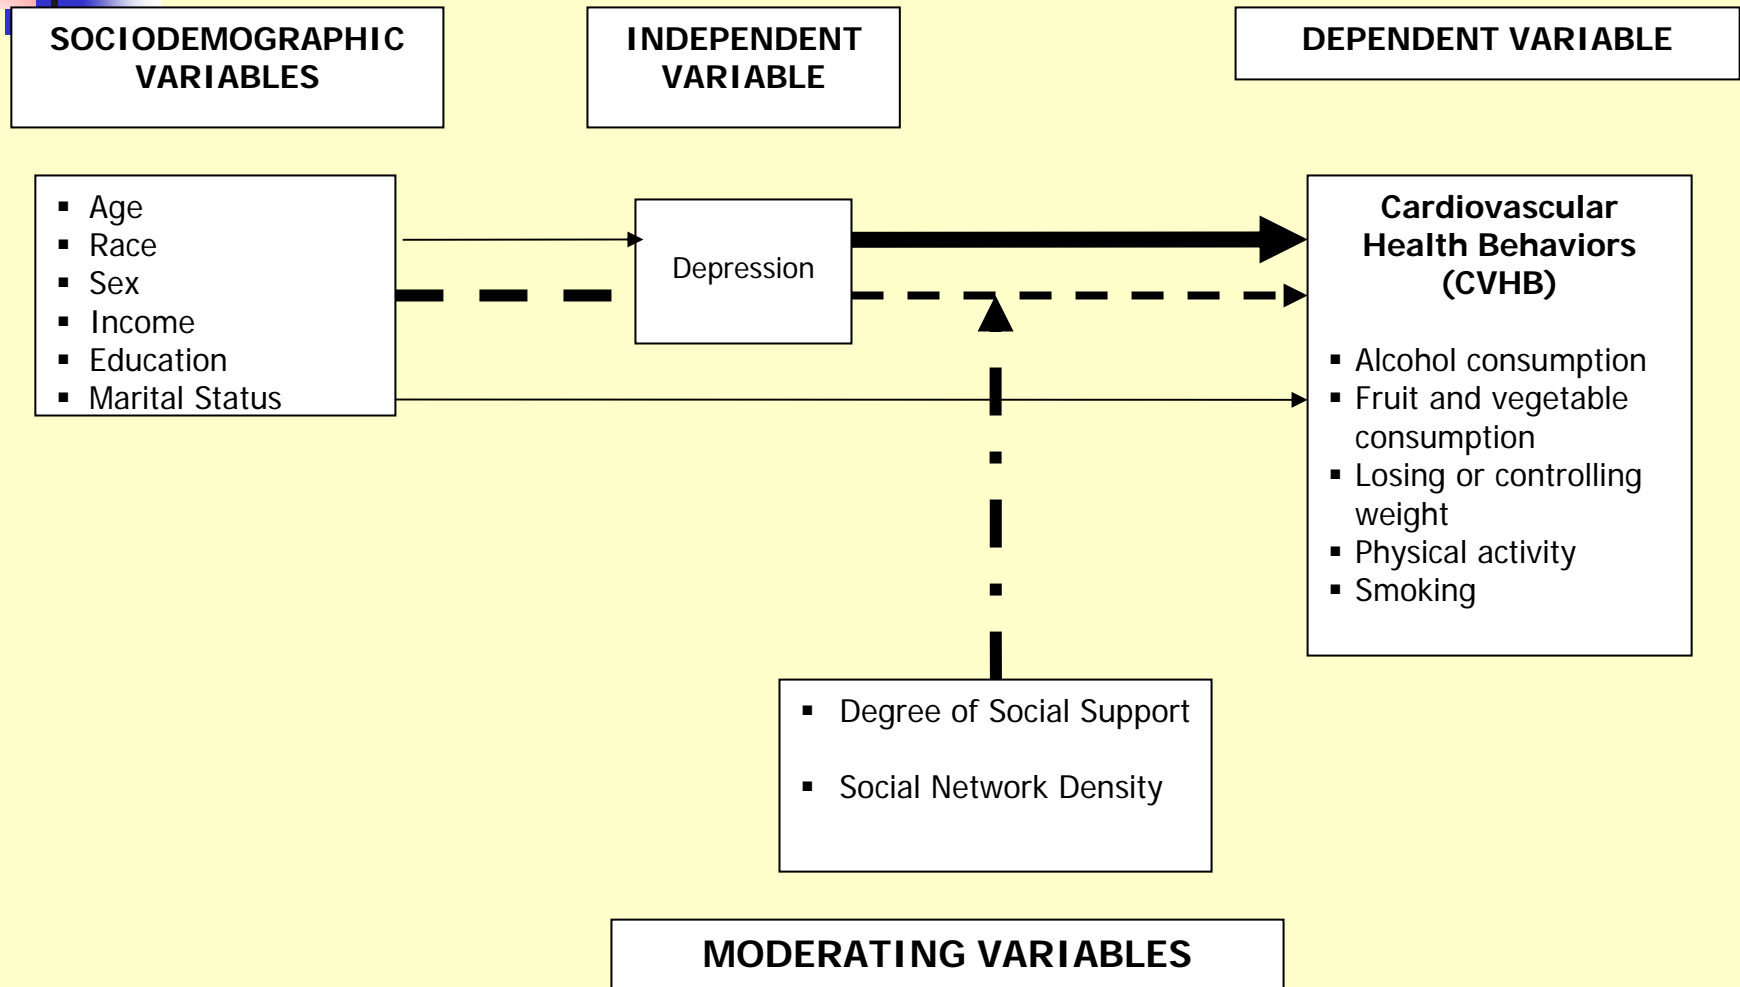 SOCIODEMOGRAPHIC
VARIABLES
INDEPENDENT
VARIABLE
DEPENDENT VARIABLE
▪ Age
▪ Race
▪ Sex
▪ Income
▪ Education
▪ Marital Status
Depression
Cardiovascular
Health Behaviors
(CVHB)
▪ Alcohol consumption
▪ Fruit and vegetable
consumption
▪ Losing or controlling
weight
▪ Physical activity
▪ Smoking
▪ Degree of Social Support
▪ Social Network Density
MODERATING VARIABLES